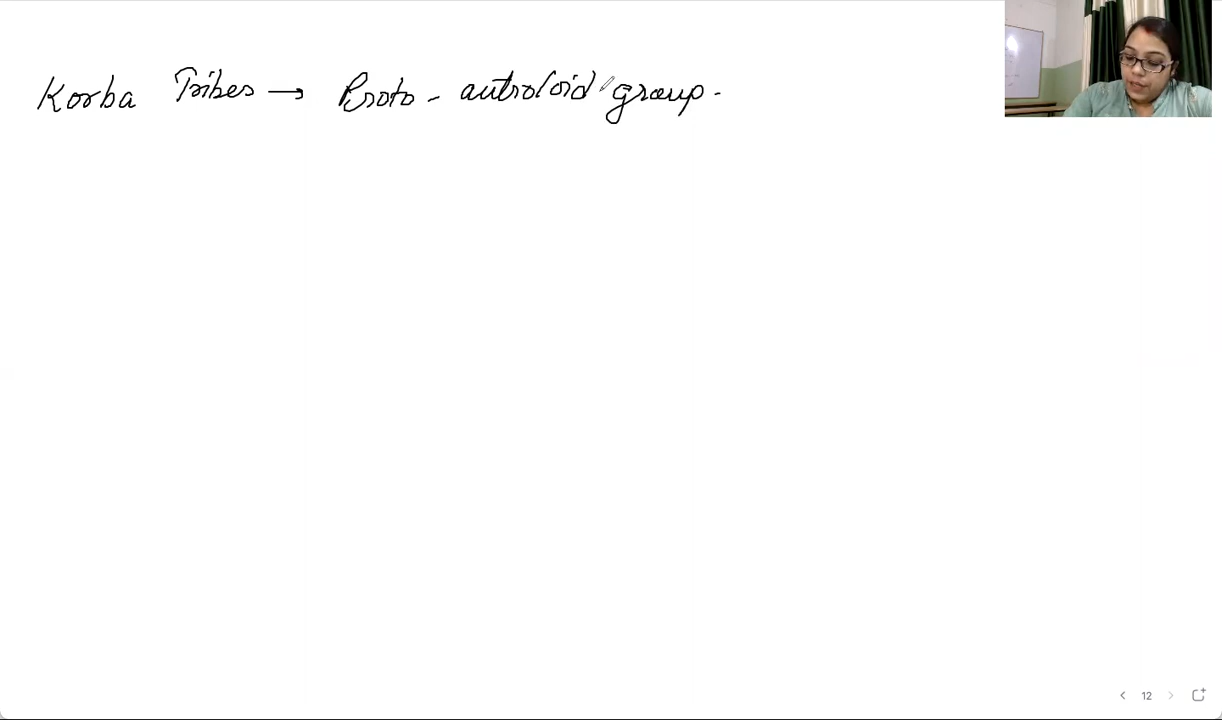 Korba Tribes → Proto - autroloid group -
12